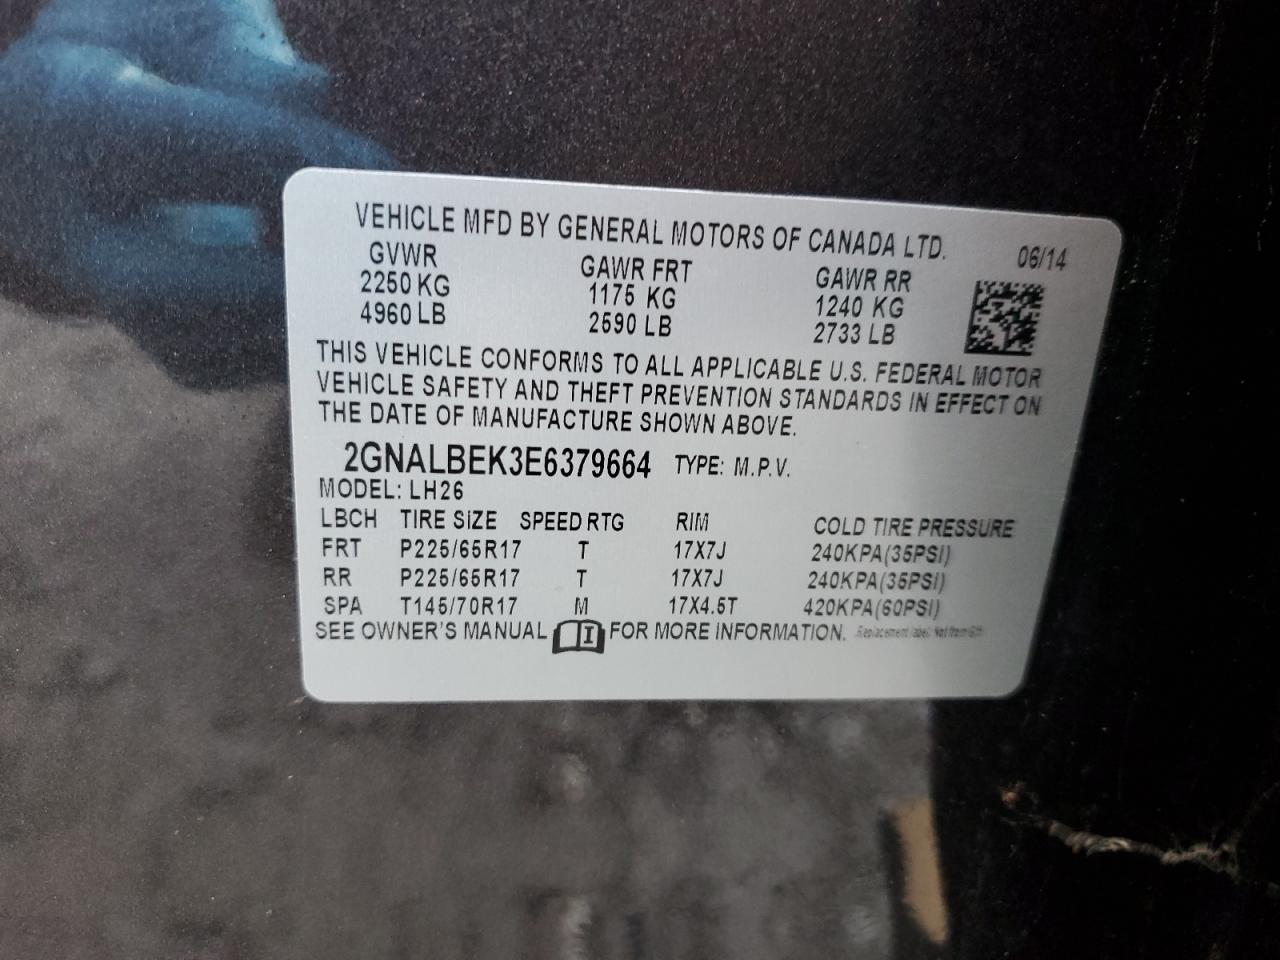 VEHICLE MFD BY GENERAL MOTORS OF CANADA LTD. 06/14
GVWR GAWR FRT GAWR RR
2250 KG 1175 KG 1240 KG
4960 LB 2590 LB 2733 LB
THIS VEHICLE CONFORMS TO ALL APPLICABLE U.S. FEDERAL MOTOR
VEHICLE SAFETY AND THEFT PREVENTION STANDARDS IN EFFECT ON
THE DATE OF MANUFACTURE SHOWN ABOVE.
2GNALBEK3E6379664 TYPE: M.P.V.
MODEL: LH26
LBCH TIRE SIZE SPEED RTG RIM COLD TIRE PRESSURE
FRT P225/65R17 T 17X7J 240KPA(35PSI)
RR P225/65R17 T 17X7J 240KPA(35PSI)
SPA T145/70R17 M 17X4.5T 420KPA(60PSI)
SEE OWNER'S MANUAL FOR MORE INFORMATION. Replacement label: Not from